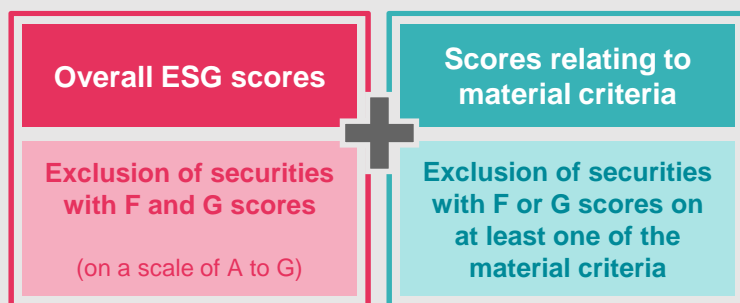 Overall ESG scores
Exclusion of securities
with F and G scores
(on a scale of A to G)
Scores relating to
material criteria
Exclusion of securities
with F or G scores on
at least one of the
material criteria